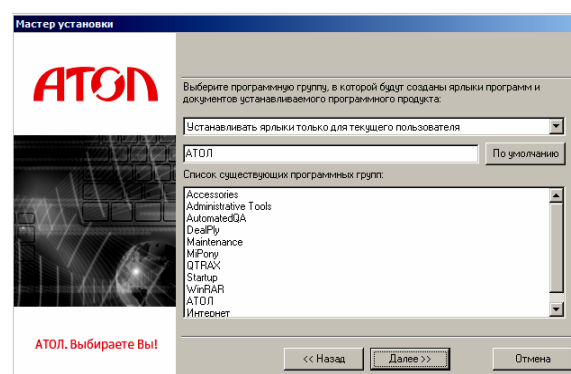 Мастер установки
АТОЛ
Выберите программную группу, в которой будут созданы ярлыки программ и
документов устанавливаемого программного продукта:
Устанавливать ярлыки только для текущего пользователя
АТОЛ
По умолчанию
Список существующих программных групп:
Accessories
Administrative Tools
AutomatedQA
DealPly
Maintenance
MiPony
QTRAX
Startup
WinRAR
АТОЛ
Интернет
АТОЛ. Выбираете Вы!
<< Назад
Далее >>
Отмена